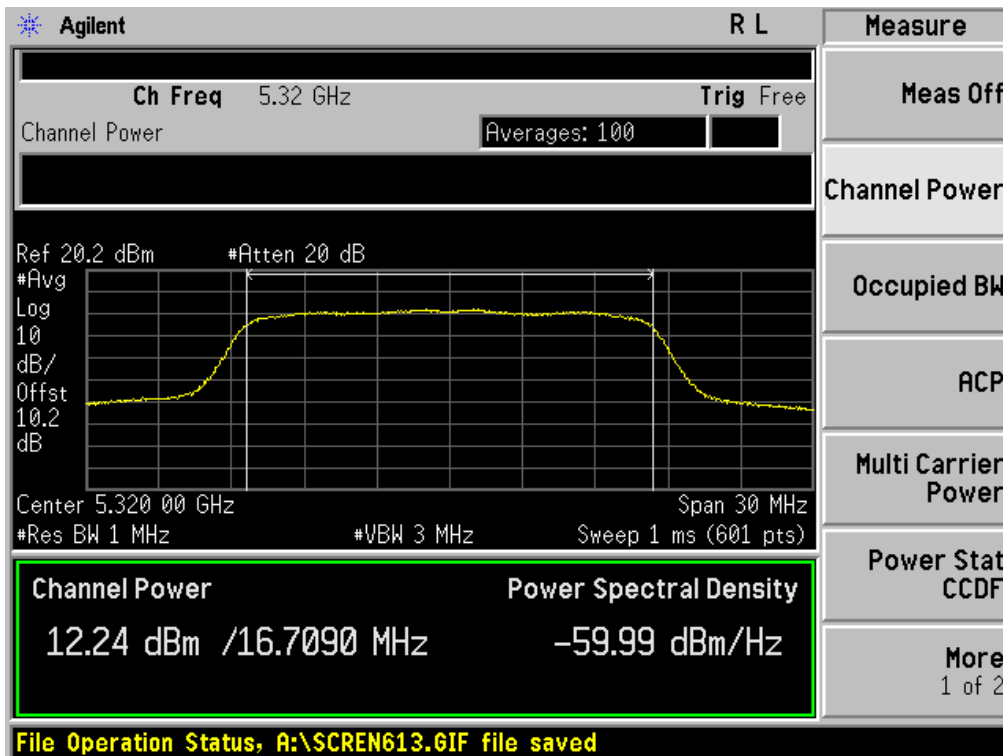 Agilent R L Measure
Ch Freq 5.32 GHz Trig Free
Channel Power Averages: 100
Meas Off
Channel Power
Ref 20.2 dBm #Atten 20 dB
#Avg
Log
10
dB/
Offst
10.2
dB
Occupied BW
ACP
Center 5.320 00 GHz Span 30 MHz
#Res BW 1 MHz #VBW 3 MHz Sweep 1 ms (601 pts)
Multi Carrier
Power
Channel Power Power Spectral Density
12.24 dBm /16.7090 MHz -59.99 dBm/Hz
Power Stat
CCDF
More
1 of 2
File Operation Status, A:\SCREN613.GIF file saved